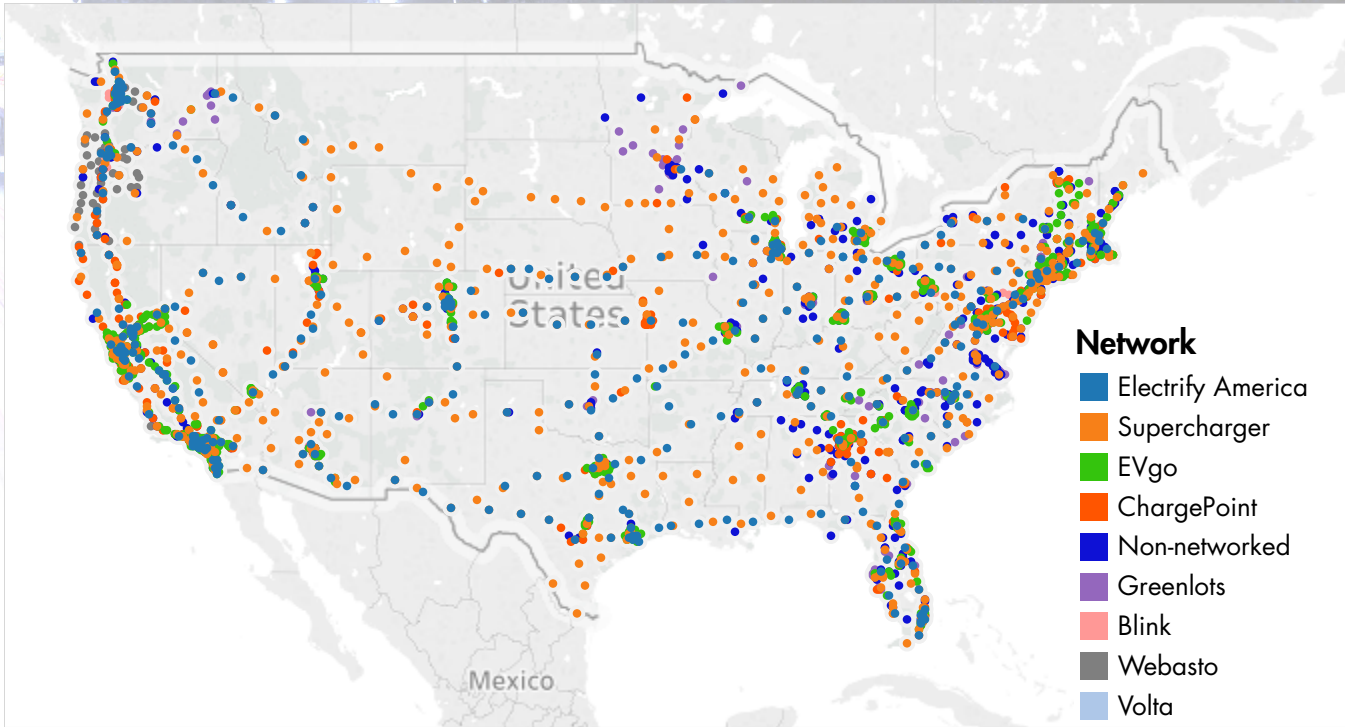 United
States
Mexico
Network
Electrify America
Supercharger
EVgo
ChargePoint
Non-networked
Greenlots
Blink
Webasto
Volta